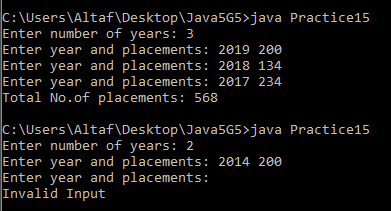 C:\Users\Altaf\Desktop\Java5G5>java Practice15
Enter number of years: 3
Enter year and placements: 2019 200
Enter year and placements: 2018 134
Enter year and placements: 2017 234
Total No.of placements: 568
C:\Users\Altaf\Desktop\Java5G5>java Practice15
Enter number of years: 2
Enter year and placements: 2014 200
Enter year and placements:
Invalid Input